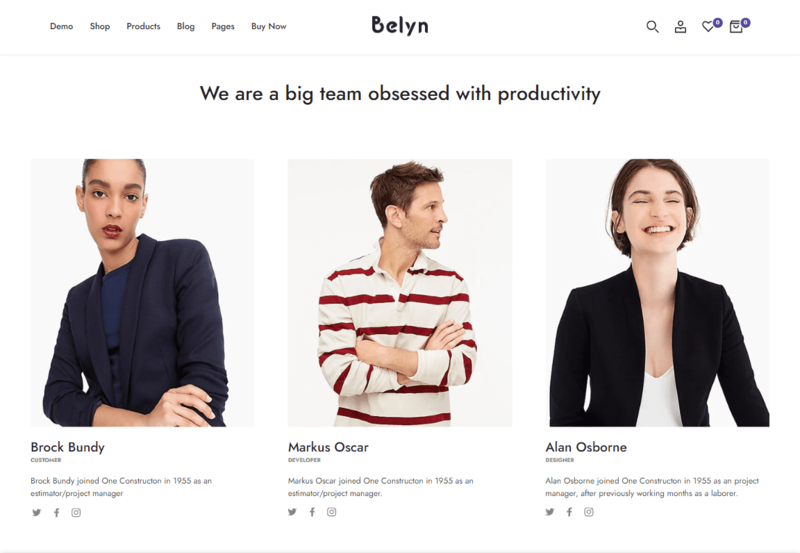 Demo Shop Products Blog Pages Buy Now Belyn 0 0
We are a big team obsessed with productivity
Brock Bundy
CUSTOMER
Brock Bundy joined One Constructon in 1955 as an
estimator/project manager
Markus Oscar
DEVELOPER
Markus Oscar joined One Constructon in 1955 as an
estimator/project manager.
Alan Osborne
DESIGNER
Alan Osborne joined One Constructon in 1955 as an project
manager, after previously working months as a laborer.